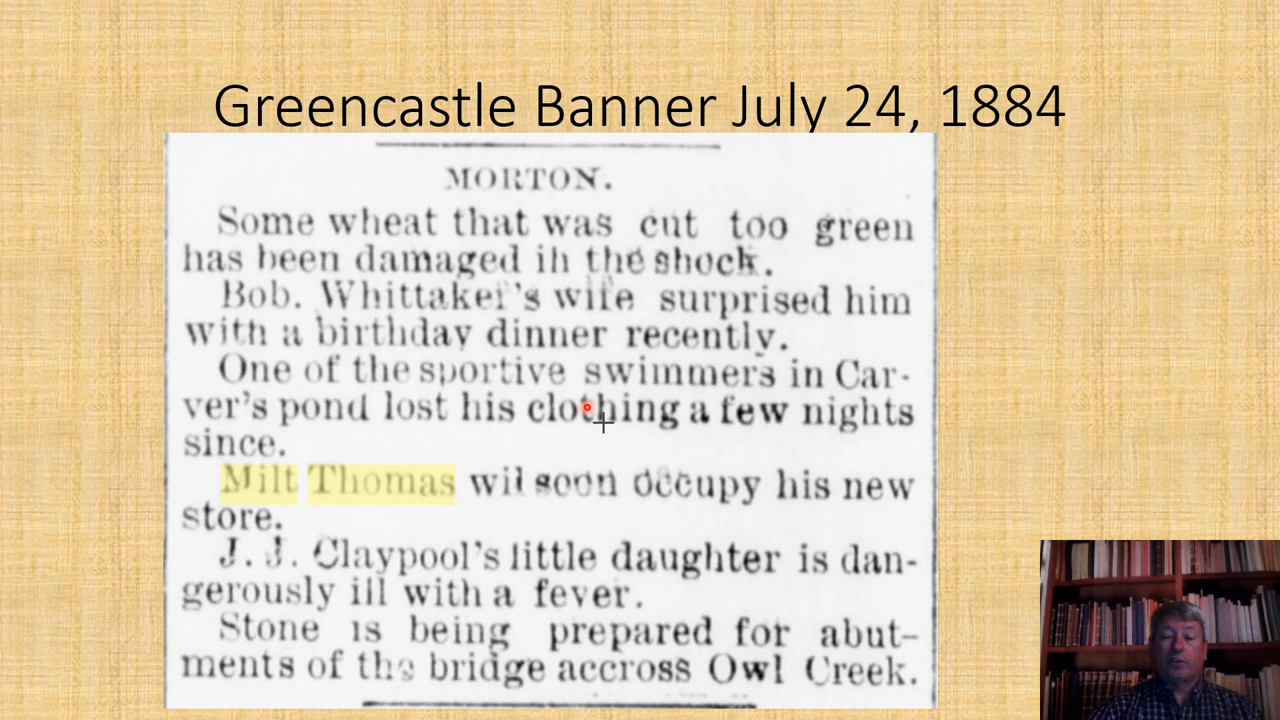 Greencastle Banner July 24, 1884
MORTON.
Some wheat that was cut too green
has been damaged in the shock.
Bob. Whittaker's wife surprised him
with a birthday dinner recently.
One of the sportive swimmers in Car-
ver's pond lost his clothing a few nights
since.
Milt Thomas wil soon occupy his new
store.
J. J. Claypool's little daughter is dan-
gerously ill with a fever.
Stone is being prepared for abut-
ments of the bridge accross Owl Creek.